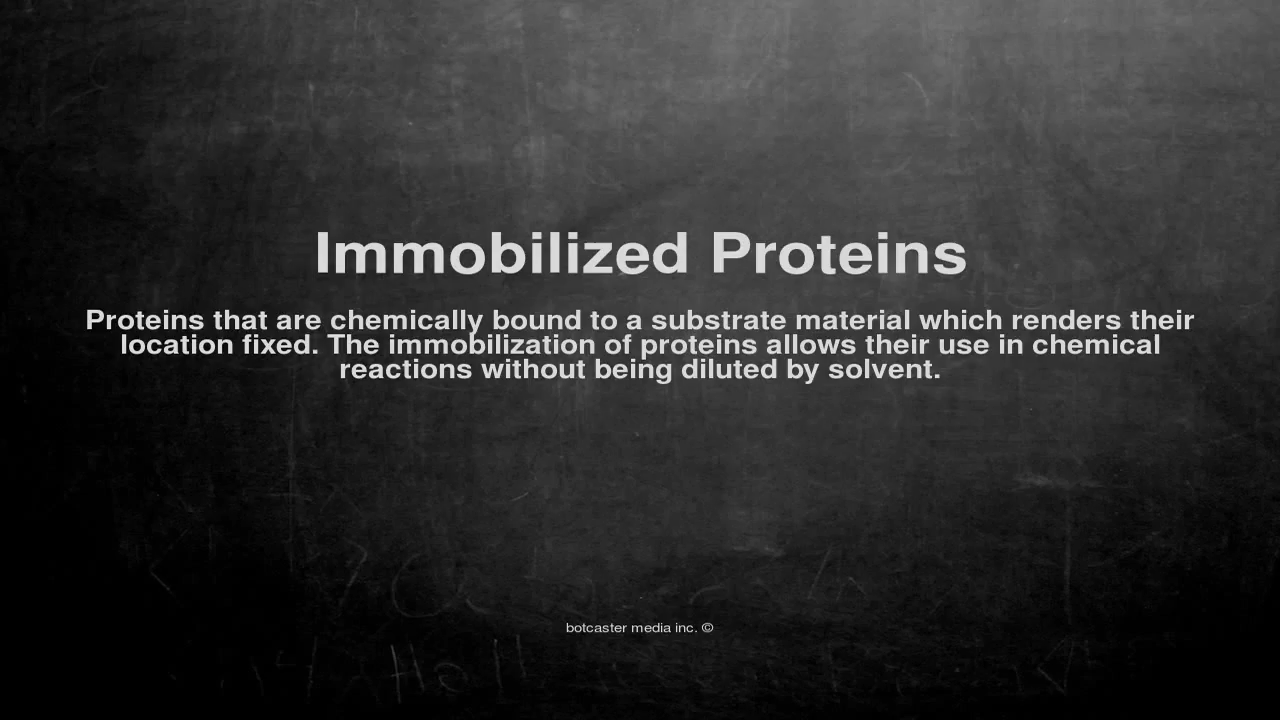 Immobilized Proteins
Proteins that are chemically bound to a substrate material which renders their
location fixed. The immobilization of proteins allows their use in chemical
reactions without being diluted by solvent.
botcaster media inc. ©